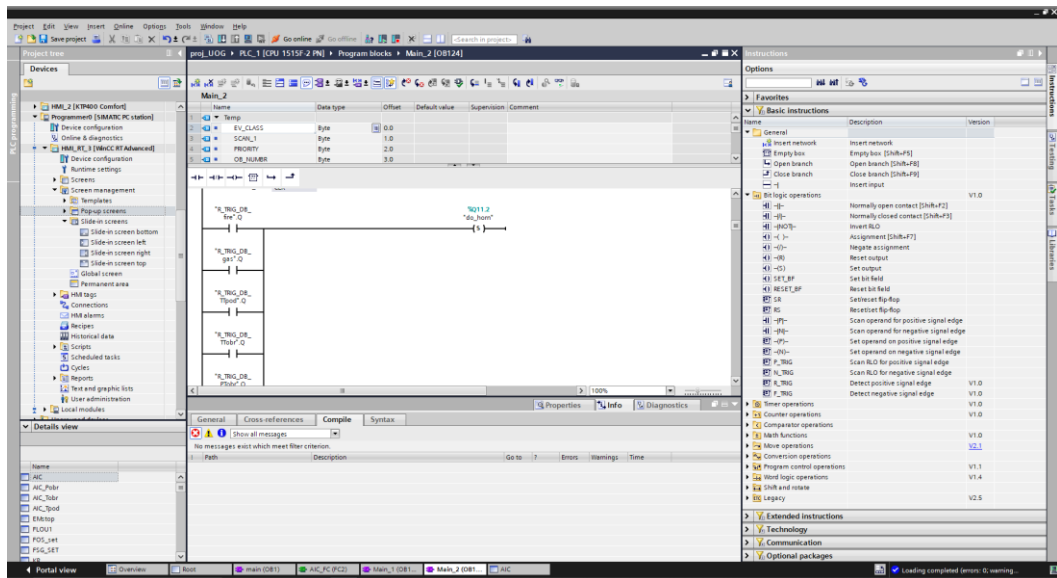 Project Edit View Insert Online Options Tools Window Help
Save project Go online Go offline <Search in project>
Project tree
proj_UOG ▸ PLC_1 [CPU 1515F-2 PN] ▸ Program blocks ▸ Main_2 [OB124]
Instructions
Devices
Options
PLC programming
HMI_2 [KTP400 Comfort]
Programmer0 [SIMATIC PC station]
Device configuration
Online & diagnostics
HMI_RT_3 [WinCC RT Advanced]
Device configuration
Runtime settings
Screens
Screen management
Templates
Pop-up screens
Slide-in screens
Slide-in screen bottom
Slide-in screen left
Slide-in screen right
Slide-in screen top
Global screen
Permanent area
HMI tags
Connections
HMI alarms
Recipes
Historical data
Scripts
Scheduled tasks
Cycles
Reports
Text and graphic lists
User administration
Local modules
Details view
Name
AIC
AIC_Pobr
AIC_Tobr
AIC_Tpod
EMstop
FLOU1
FOS_set
FSG_SET
Main_2
Name Data type Offset Default value Supervision Comment
1 Temp
2 EV_CLASS Byte 0.0
3 SCAN_1 Byte 1.0
4 PRIORITY Byte 2.0
5 OB_NUMBR Byte 3.0
"R_TRIG_DB_
fire".Q
%Q11.2
"do_horn"
S
"R_TRIG_DB_
gas".Q
"R_TRIG_DB_
TTpod".Q
"R_TRIG_DB_
TTobr".Q
"R_TRIG_DB_
PTobr".Q
100%
Properties Info Diagnostics
General Cross-references Compile Syntax
Show all messages
No messages exist which meet filter criterion.
! Path Description Go to ? Errors Warnings Time
Favorites
Basic instructions
Name Description Version
General
Insert network Insert network
Empty box Empty box [Shift+F5]
Open branch Open branch [Shift+F8]
Close branch Close branch [Shift+F9]
Insert input
Bit logic operations V1.0
-| |- Normally open contact [Shift+F2]
-|/|- Normally closed contact [Shift+F3]
-|NOT|- Invert RLO
-( )- Assignment [Shift+F7]
-(/)- Negate assignment
-(R) Reset output
-(S) Set output
SET_BF Set bit field
RESET_BF Reset bit field
SR Set/reset flip-flop
RS Reset/set flip-flop
-|P|- Scan operand for positive signal edge
-|N|- Scan operand for negative signal edge
-(P)- Set operand on positive signal edge
-(N)- Set operand on negative signal edge
P_TRIG Scan RLO for positive signal edge
N_TRIG Scan RLO for negative signal edge
R_TRIG Detect positive signal edge V1.0
F_TRIG Detect negative signal edge V1.0
Timer operations V1.0
Counter operations V1.0
Comparator operations
Math functions V1.0
Move operations V2.1
Conversion operations
Program control operations V1.1
Word logic operations V1.4
Shift and rotate
Legacy V2.5
Extended instructions
Technology
Communication
Optional packages
Instructions
Testing
Tasks
Libraries
Portal view Overview Root main (OB1) AIC_PC (FC2) Main_1 (OB1... Main_2 (OB1... AIC
Loading completed (errors: 0; warning...